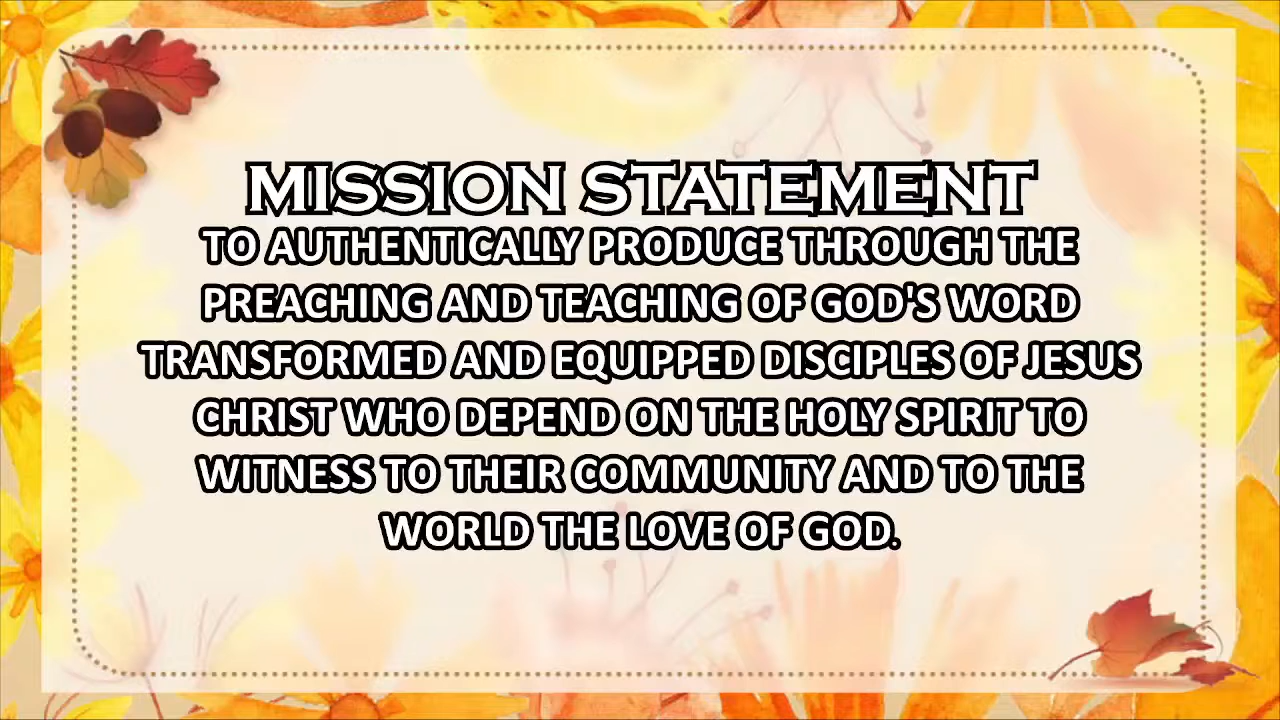 MISSION STATEMENT
TO AUTHENTICALLY PRODUCE THROUGH THE
PREACHING AND TEACHING OF GOD'S WORD
TRANSFORMED AND EQUIPPED DISCIPLES OF JESUS
CHRIST WHO DEPEND ON THE HOLY SPIRIT TO
WITNESS TO THEIR COMMUNITY AND TO THE
WORLD THE LOVE OF GOD.